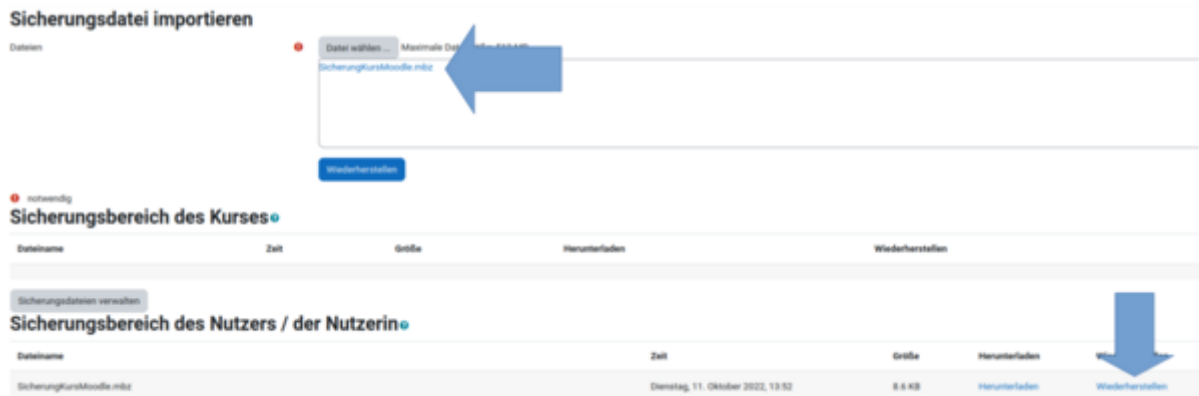 Sicherungsdatei importieren
Dateien Datei wählen ... Maximale
SicherungKursMoodle.mbz
Wiederherstellen
notwendig
Sicherungsbereich des Kurses
Dateiname Zeit Größe Herunterladen Wiederherstellen
Sicherungsdateien verwalten
Sicherungsbereich des Nutzers / der Nutzerin
Dateiname Zeit Größe Herunterladen
SicherungKursMoodle.mbz Dienstag, 11. Oktober 2022, 13:52 8.6 KB Herunterladen Wiederherstellen